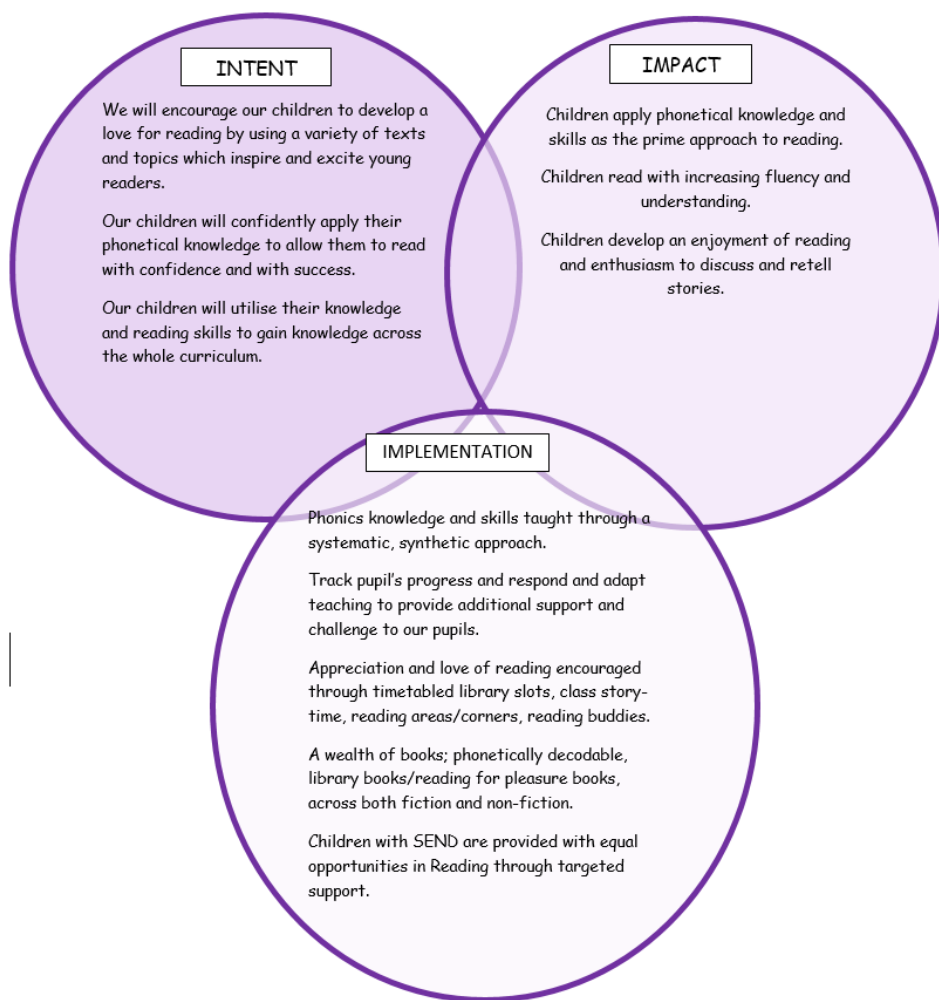 INTENT
We will encourage our children to develop a
love for reading by using a variety of texts
and topics which inspire and excite young
readers.
Our children will confidently apply their
phonetical knowledge to allow them to read
with confidence and with success.
Our children will utilise their knowledge
and reading skills to gain knowledge across
the whole curriculum.
IMPACT
Children apply phonetical knowledge and
skills as the prime approach to reading.
Children read with increasing fluency and
understanding.
Children develop an enjoyment of reading
and enthusiasm to discuss and retell
stories.
IMPLEMENTATION
Phonics knowledge and skills taught through a
systematic, synthetic approach.
Track pupil's progress and respond and adapt
teaching to provide additional support and
challenge to our pupils.
Appreciation and love of reading encouraged
through timetabled library slots, class story-
time, reading areas/corners, reading buddies.
A wealth of books; phonetically decodable,
library books/reading for pleasure books,
across both fiction and non-fiction.
Children with SEND are provided with equal
opportunities in Reading through targeted
support.